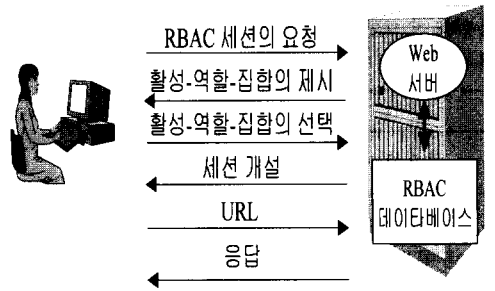 RBAC 세션의 요청
활성-역할-집합의 제시
활성-역할-집합의 선택
세션 개설
URL
응답
Web
서버
RBAC
데이타베이스